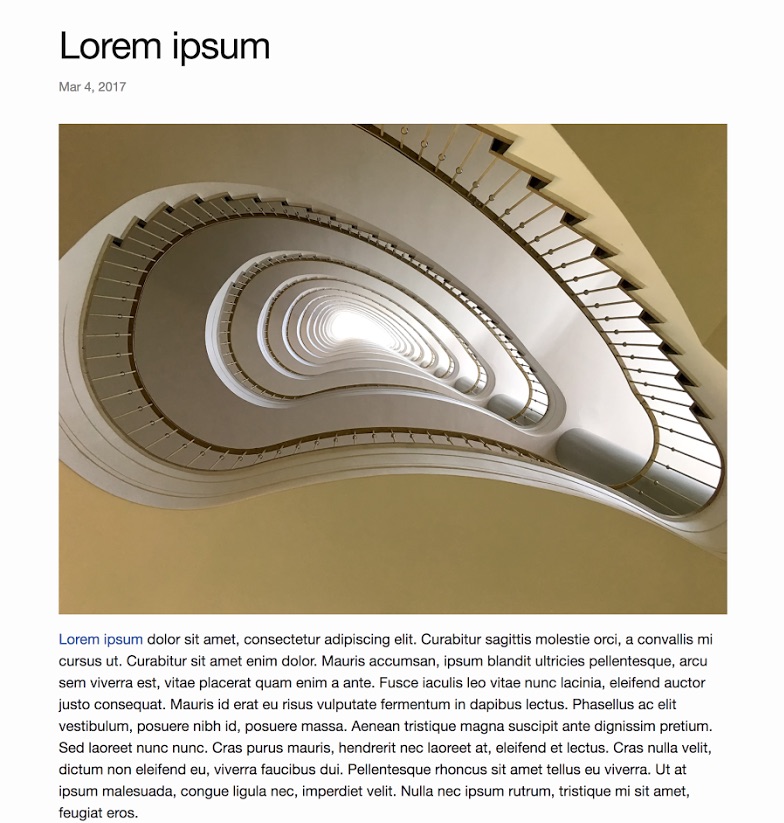 Lorem ipsum
Mar 4, 2017
Lorem ipsum dolor sit amet, consectetur adipiscing elit. Curabitur sagittis molestie orci, a convallis mi
cursus ut. Curabitur sit amet enim dolor. Mauris accumsan, ipsum blandit ultricies pellentesque, arcu
sem viverra est, vitae placerat quam enim a ante. Fusce iaculis leo vitae nunc lacinia, eleifend auctor
justo consequat. Mauris id erat eu risus vulputate fermentum in dapibus lectus. Phasellus ac elit
vestibulum, posuere nibh id, posuere massa. Aenean tristique magna suscipit ante dignissim pretium.
Sed laoreet nunc nunc. Cras purus mauris, hendrerit nec laoreet at, eleifend et lectus. Cras nulla velit,
dictum non eleifend eu, viverra faucibus dui. Pellentesque rhoncus sit amet tellus eu viverra. Ut at
ipsum malesuada, congue ligula nec, imperdiet velit. Nulla nec ipsum rutrum, tristique mi sit amet,
feugiat eros.